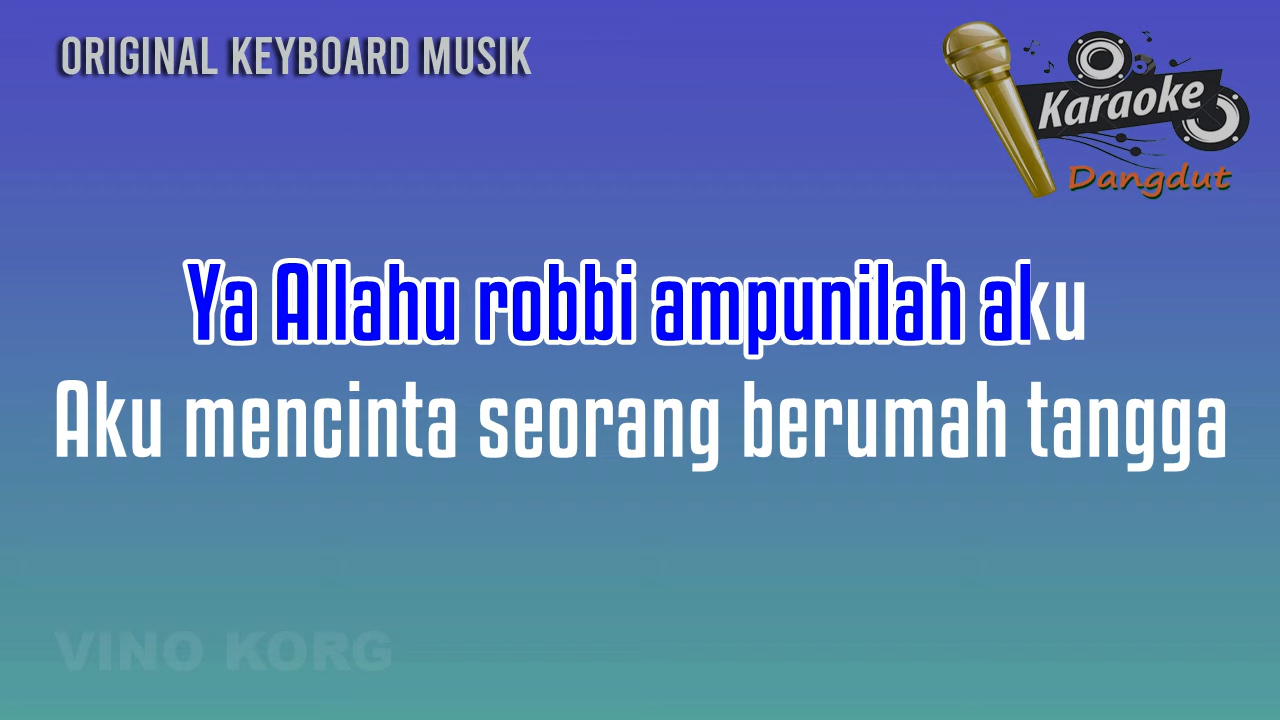 ORIGINAL KEYBOARD MUSIK
Karaoke
Dangdut
Ya Allahu robbi ampunilah aku
Aku mencinta seorang berumah tangga
VINO KORG